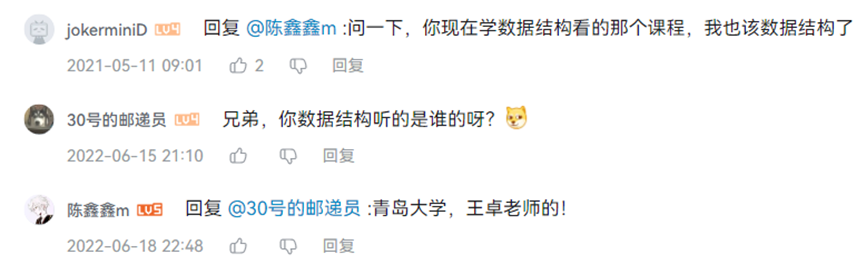 jokerminiD LV4 回复 @陈鑫鑫m :问一下，你现在学数据结构看的那个课程，我也该数据结构了
2021-05-11 09:01 2 回复
30号的邮递员 LV4 兄弟，你数据结构听的是谁的呀？
2022-06-15 21:10 回复
陈鑫鑫m LV5 回复 @30号的邮递员 :青岛大学，王卓老师的！
2022-06-18 22:48 回复